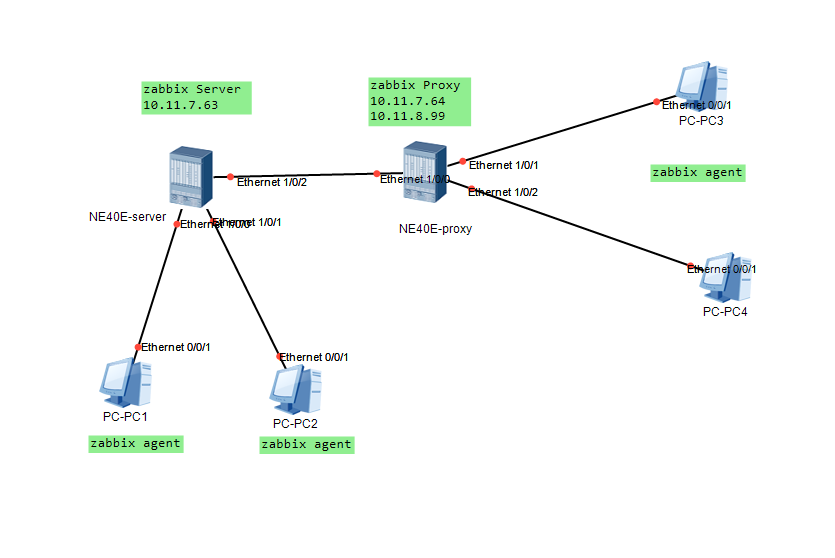 zabbix Server
10.11.7.63
zabbix Proxy
10.11.7.64
10.11.8.99
Ethernet 0/0/1
PC-PC3
Ethernet 1/0/1
zabbix agent
Ethernet 1/0/2
Ethernet 1/0/0
Ethernet 1/0/2
NE40E-server
Ethernet 1/0/0
Ethernet 1/0/1
NE40E-proxy
Ethernet 0/0/1
PC-PC4
Ethernet 0/0/1
Ethernet 0/0/1
PC-PC1
PC-PC2
zabbix agent
zabbix agent